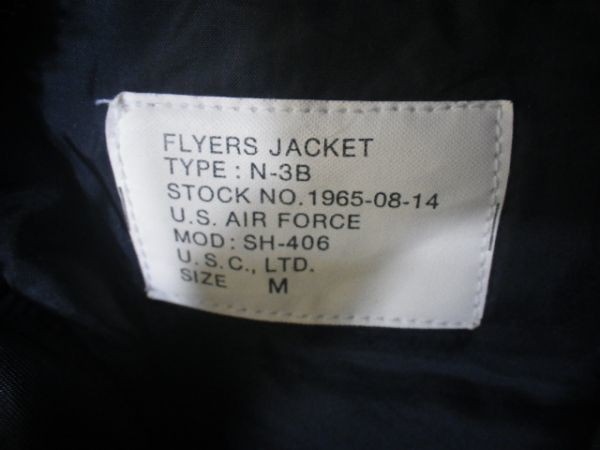 FLYERS JACKET
TYPE : N-3B
STOCK NO.1965-08-14
U.S. AIR FORCE
MOD: SH-406
U.S.C., LTD.
SIZE M